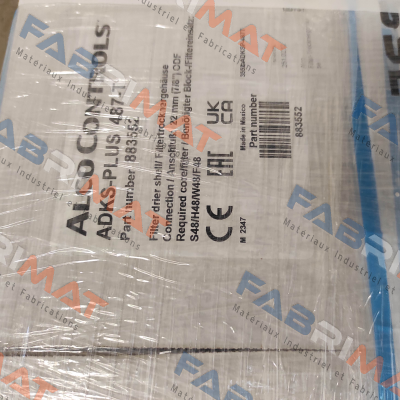 ALCO CONTROLS
ADKS-PLUS 487-T
Part number 883552
Filter drier shell/ Filtertrocknergehäuse
Connection / Anschluß: 22 mm (7/8") ODF
Required core/filter / Benötigter Block-/Filtereinsatz:
S48/H48/W48/F48
CE
EAC
UK
CA
M 2347
Made in Mexico
Part number
883552
FABRIMAT
Materiaux Industriel et Fabrications